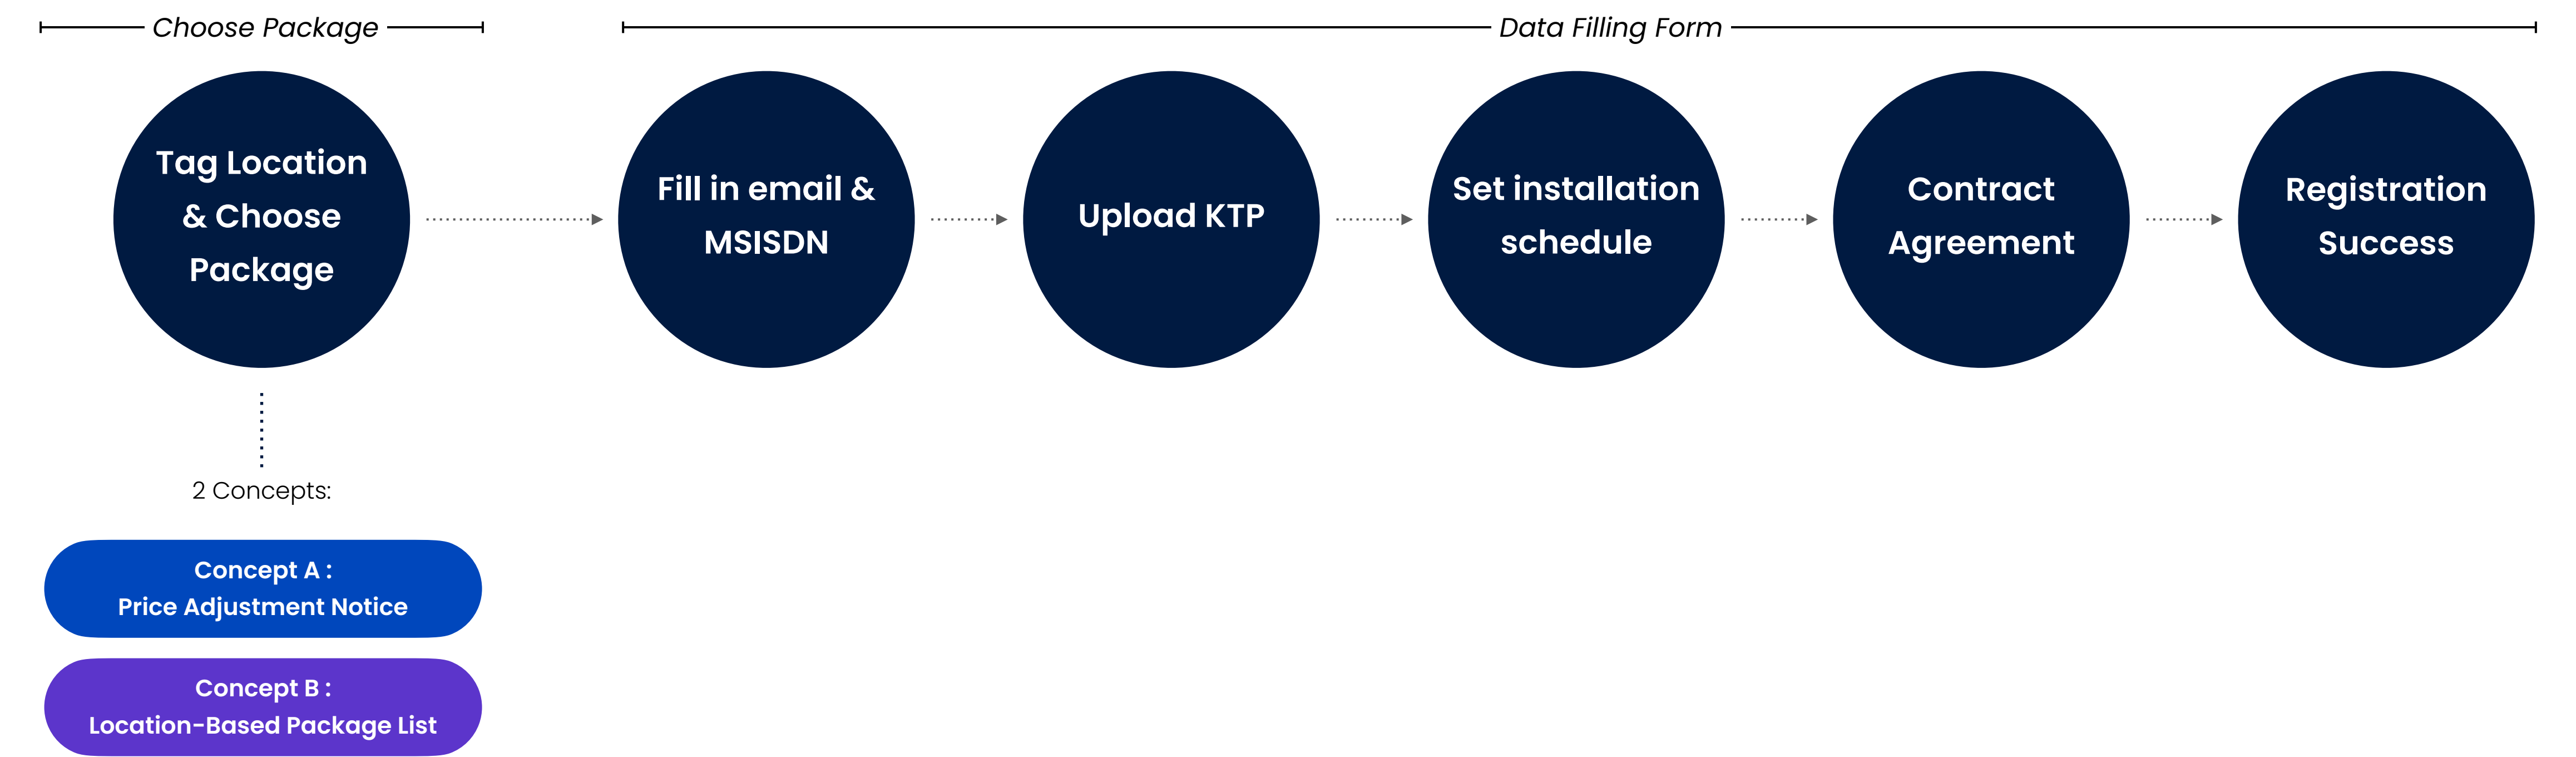 Choose Package
Data Filling Form
Tag Location
& Choose
Package
Fill in email &
MSISDN
Upload KTP
Set installation
schedule
Contract
Agreement
Registration
Success
2 Concepts:
Concept A :
Price Adjustment Notice
Concept B :
Location-Based Package List